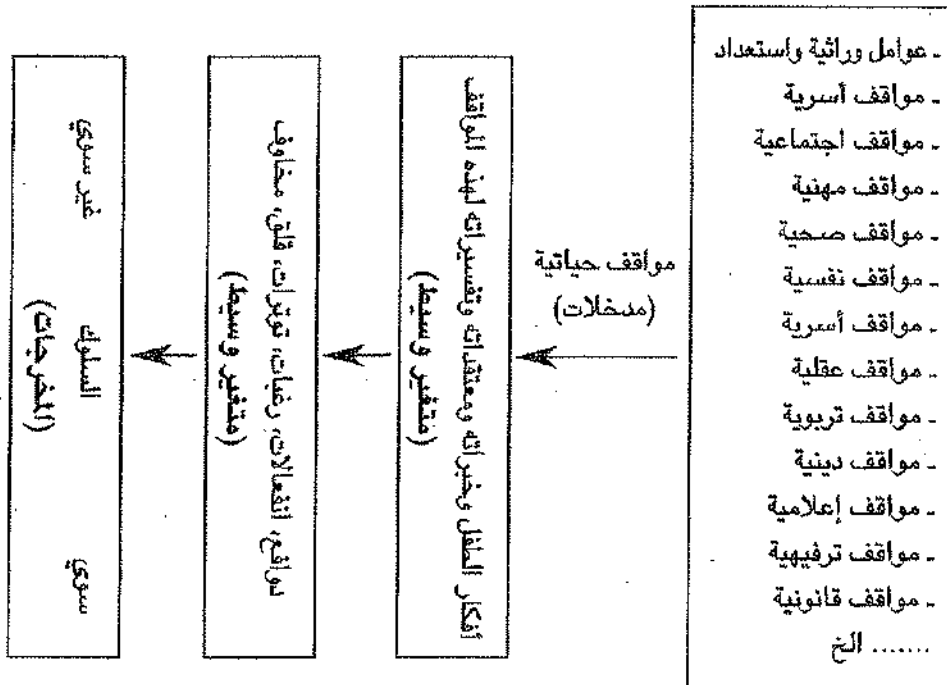 - عوامل وراثية واستعداد
- مواقف أسرية
- مواقف اجتماعية
- مواقف مهنية
- مواقف صحية
- مواقف نفسية
- مواقف أسرية
- مواقف عقلية
- مواقف تربوية
- مواقف دينية
- مواقف إعلامية
- مواقف ترفيهية
- مواقف قانونية
....... الخ
مواقف حياتية
(مدخلات)
أفكار الطفل وخبراته ومعتقداته وتفسيراته لهذه المواقف
(متغير وسيط)
دوافع، انفعالات، رغبات، توترات، قلق، مخاوف
(متغير وسيط)
سوي السلوك غير سوي
(المخرجات)